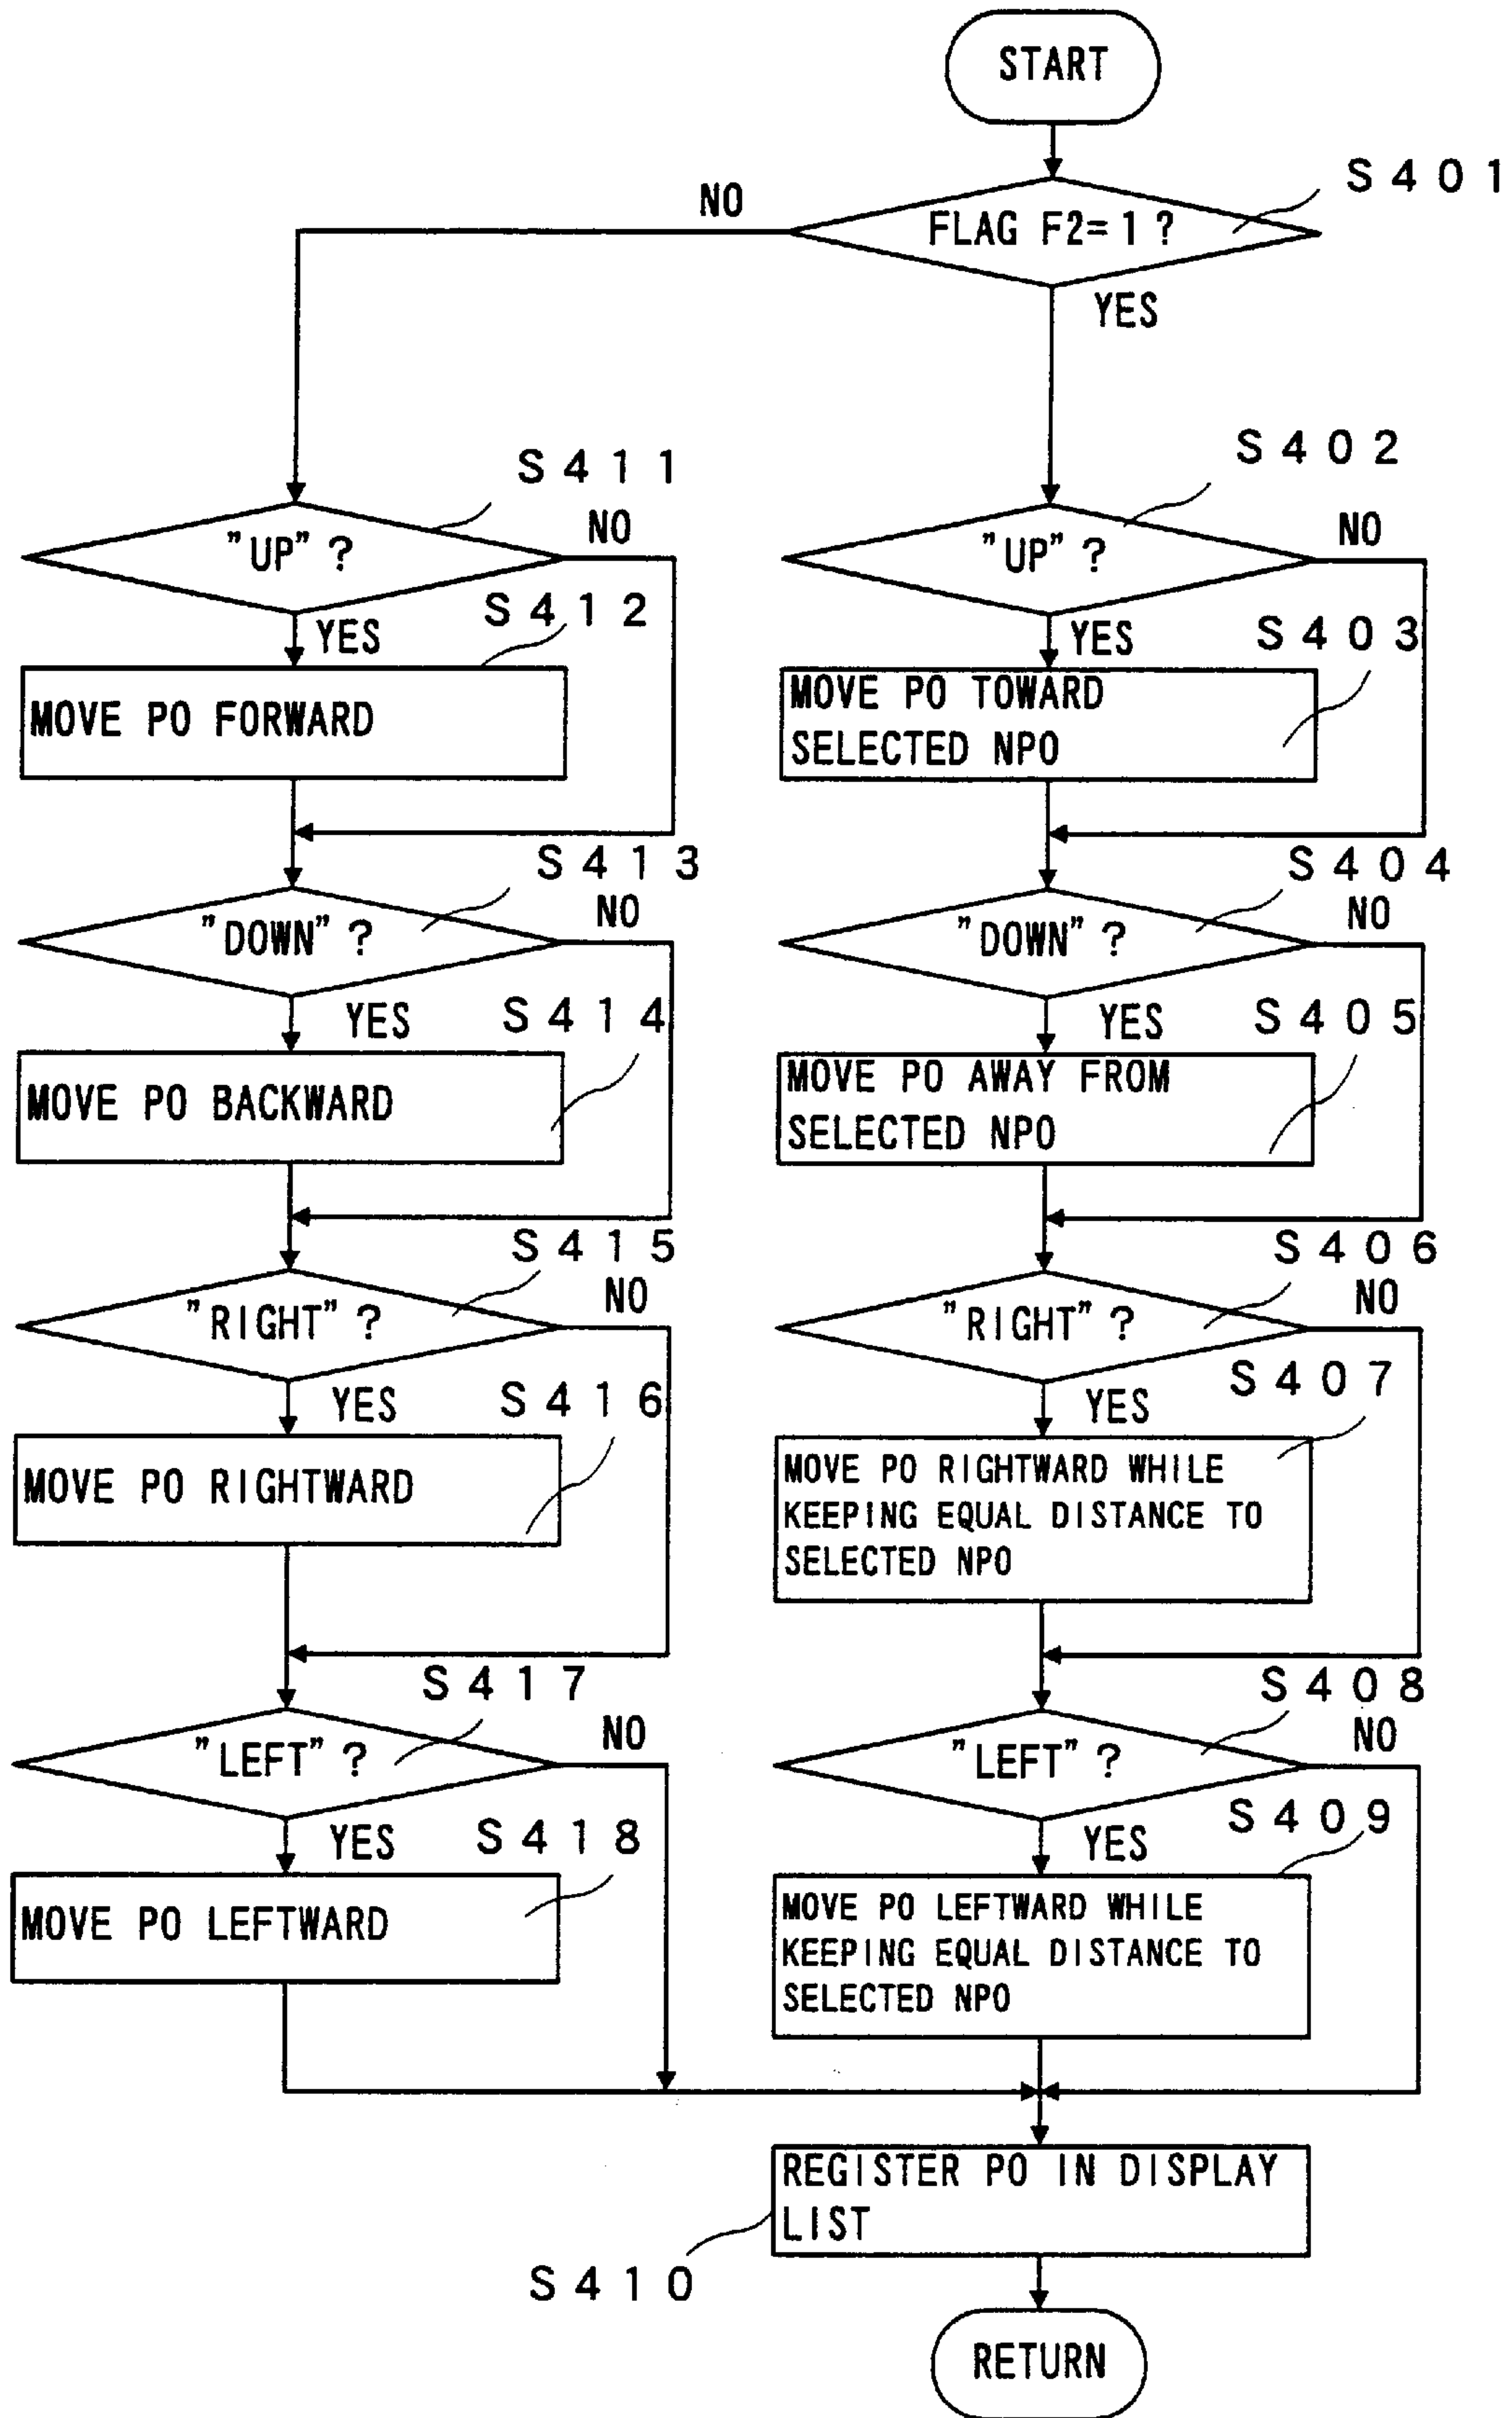 START
S401
NO
FLAG F2=1?
YES
S411
"UP"?
NO
S412
YES
MOVE PO FORWARD
S413
NO
"DOWN"?
YES
S414
MOVE PO BACKWARD
S415
NO
"RIGHT"?
YES
S416
MOVE PO RIGHTWARD
S417
NO
"LEFT"?
YES
S418
MOVE PO LEFTWARD
S402
NO
"UP"?
YES
S403
MOVE PO TOWARD
SELECTED NPO
S404
NO
"DOWN"?
YES
S405
MOVE PO AWAY FROM
SELECTED NPO
S406
NO
"RIGHT"?
S407
YES
MOVE PO RIGHTWARD WHILE
KEEPING EQUAL DISTANCE TO
SELECTED NPO
S408
NO
"LEFT"?
S409
YES
MOVE PO LEFTWARD WHILE
KEEPING EQUAL DISTANCE TO
SELECTED NPO
REGISTER PO IN DISPLAY
LIST
S410
RETURN